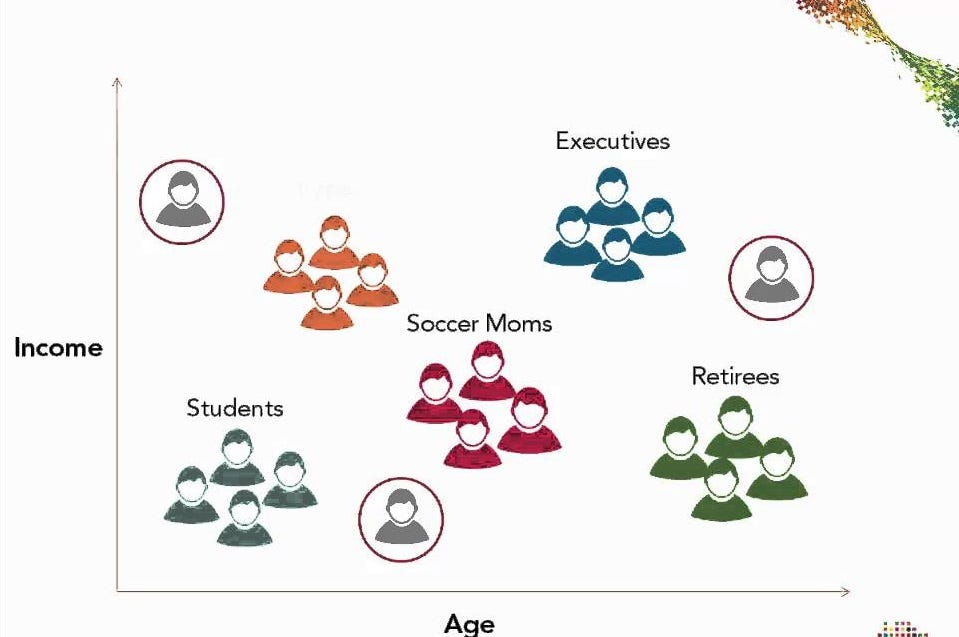 Executives
Soccer Moms
Income
Retirees
Students
Age